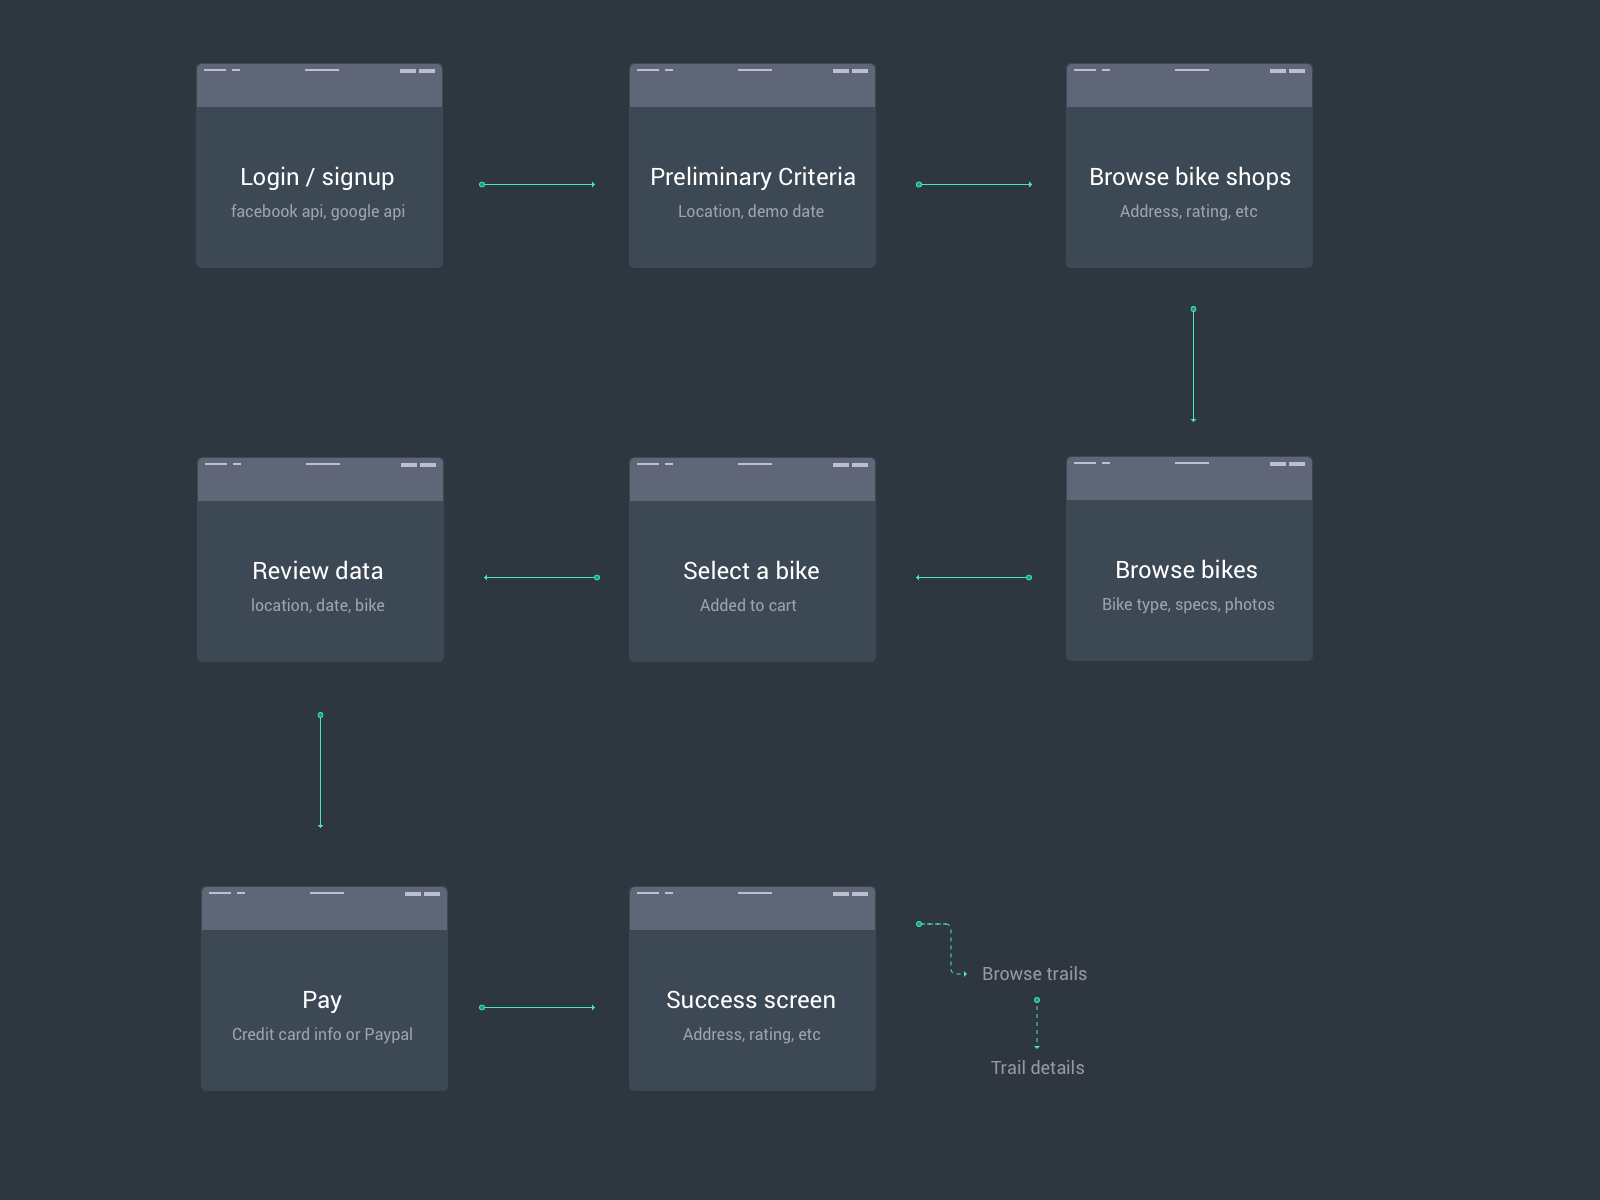 Login / signup
facebook api, google api
Preliminary Criteria
Location, demo date
Browse bike shops
Address, rating, etc
Review data
location, date, bike
Select a bike
Added to cart
Browse bikes
Bike type, specs, photos
Pay
Credit card info or Paypal
Success screen
Address, rating, etc
Browse trails
Trail details